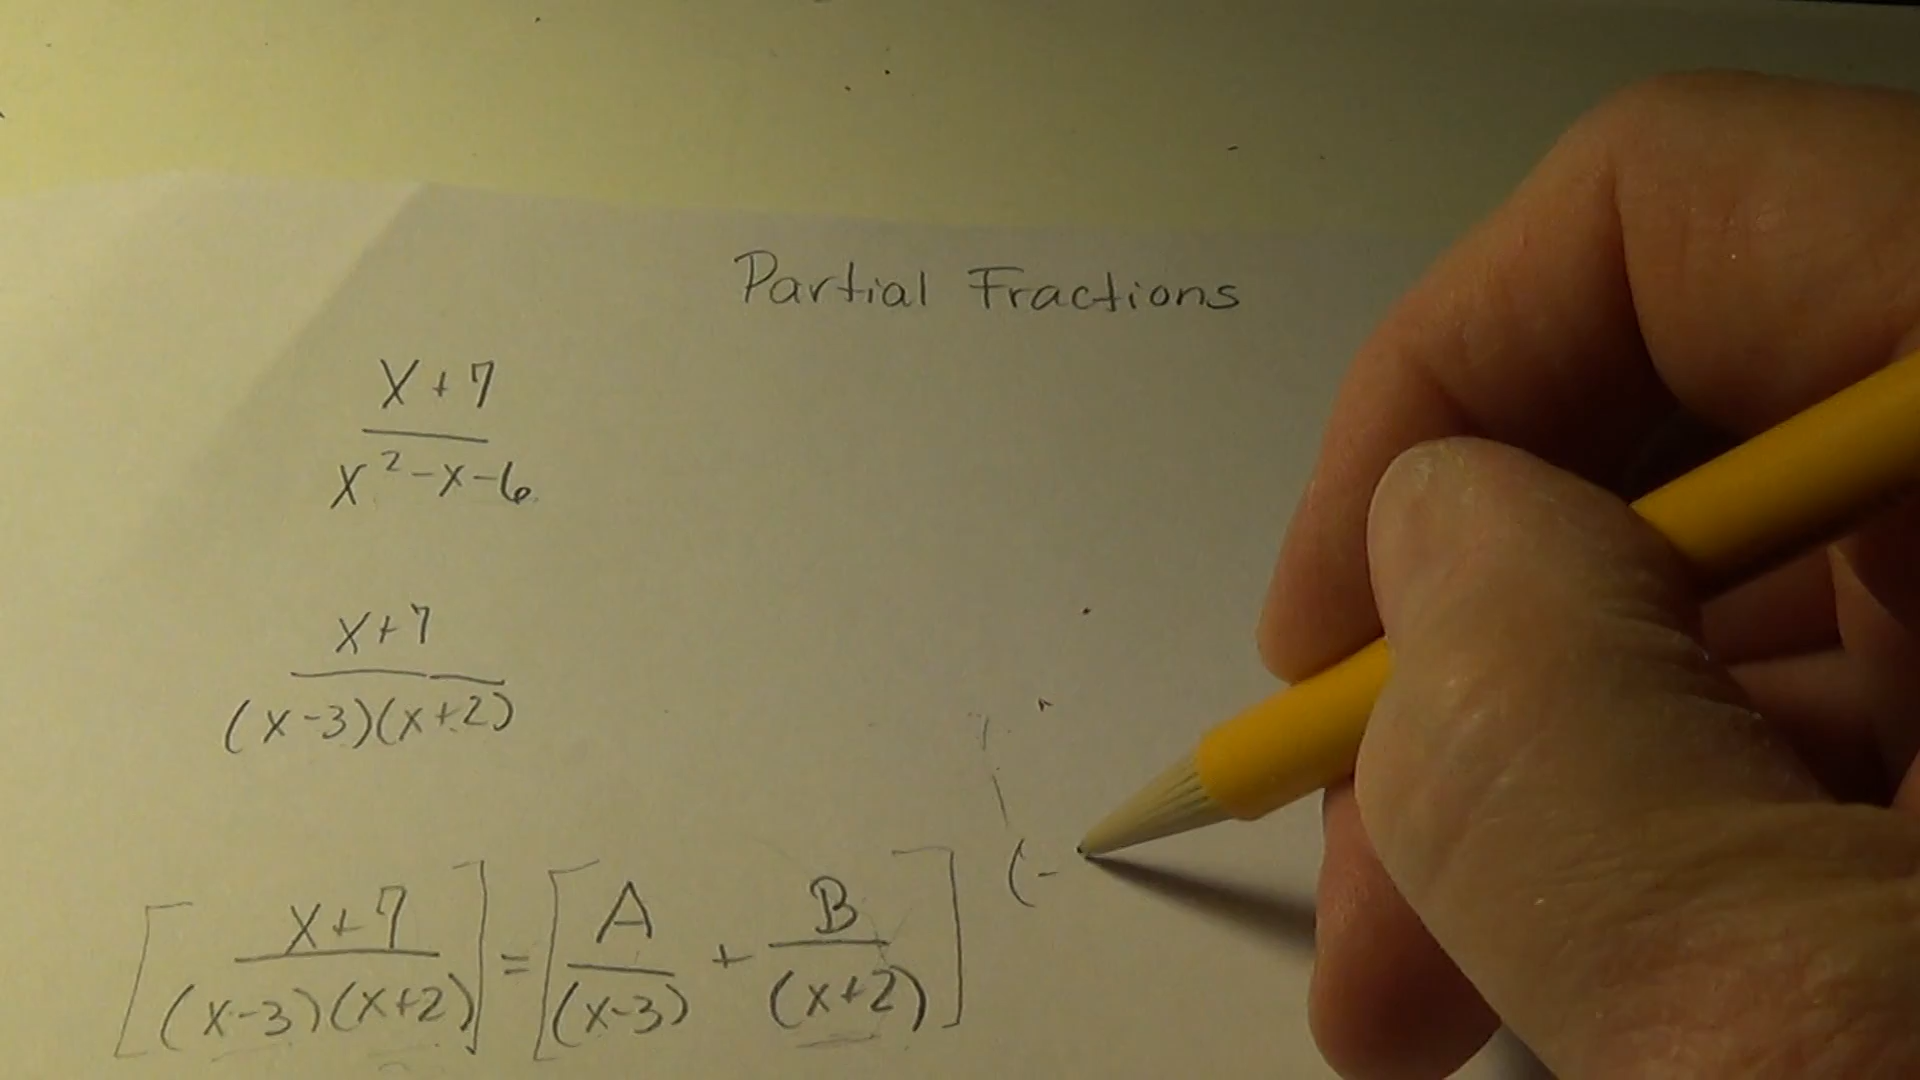 Partial Fractions
x+7
x²-x-6
x+7
(x-3)(x+2)
[x+7 / (x-3)(x+2)] = [A / (x-3) + B / (x+2)] (-